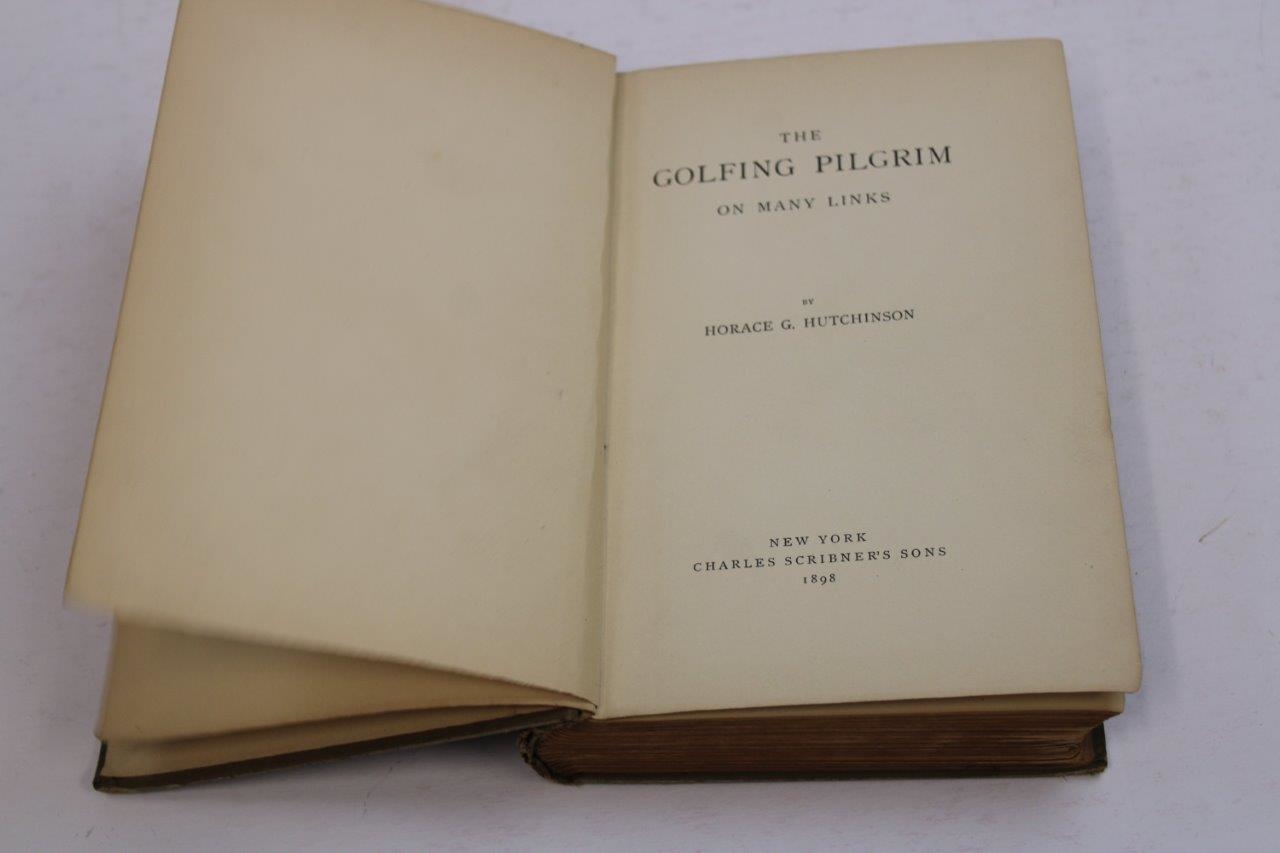 THE
GOLFING PILGRIM
ON MANY LINKS
BY
HORACE G. HUTCHINSON
NEW YORK
CHARLES SCRIBNER'S SONS
1898